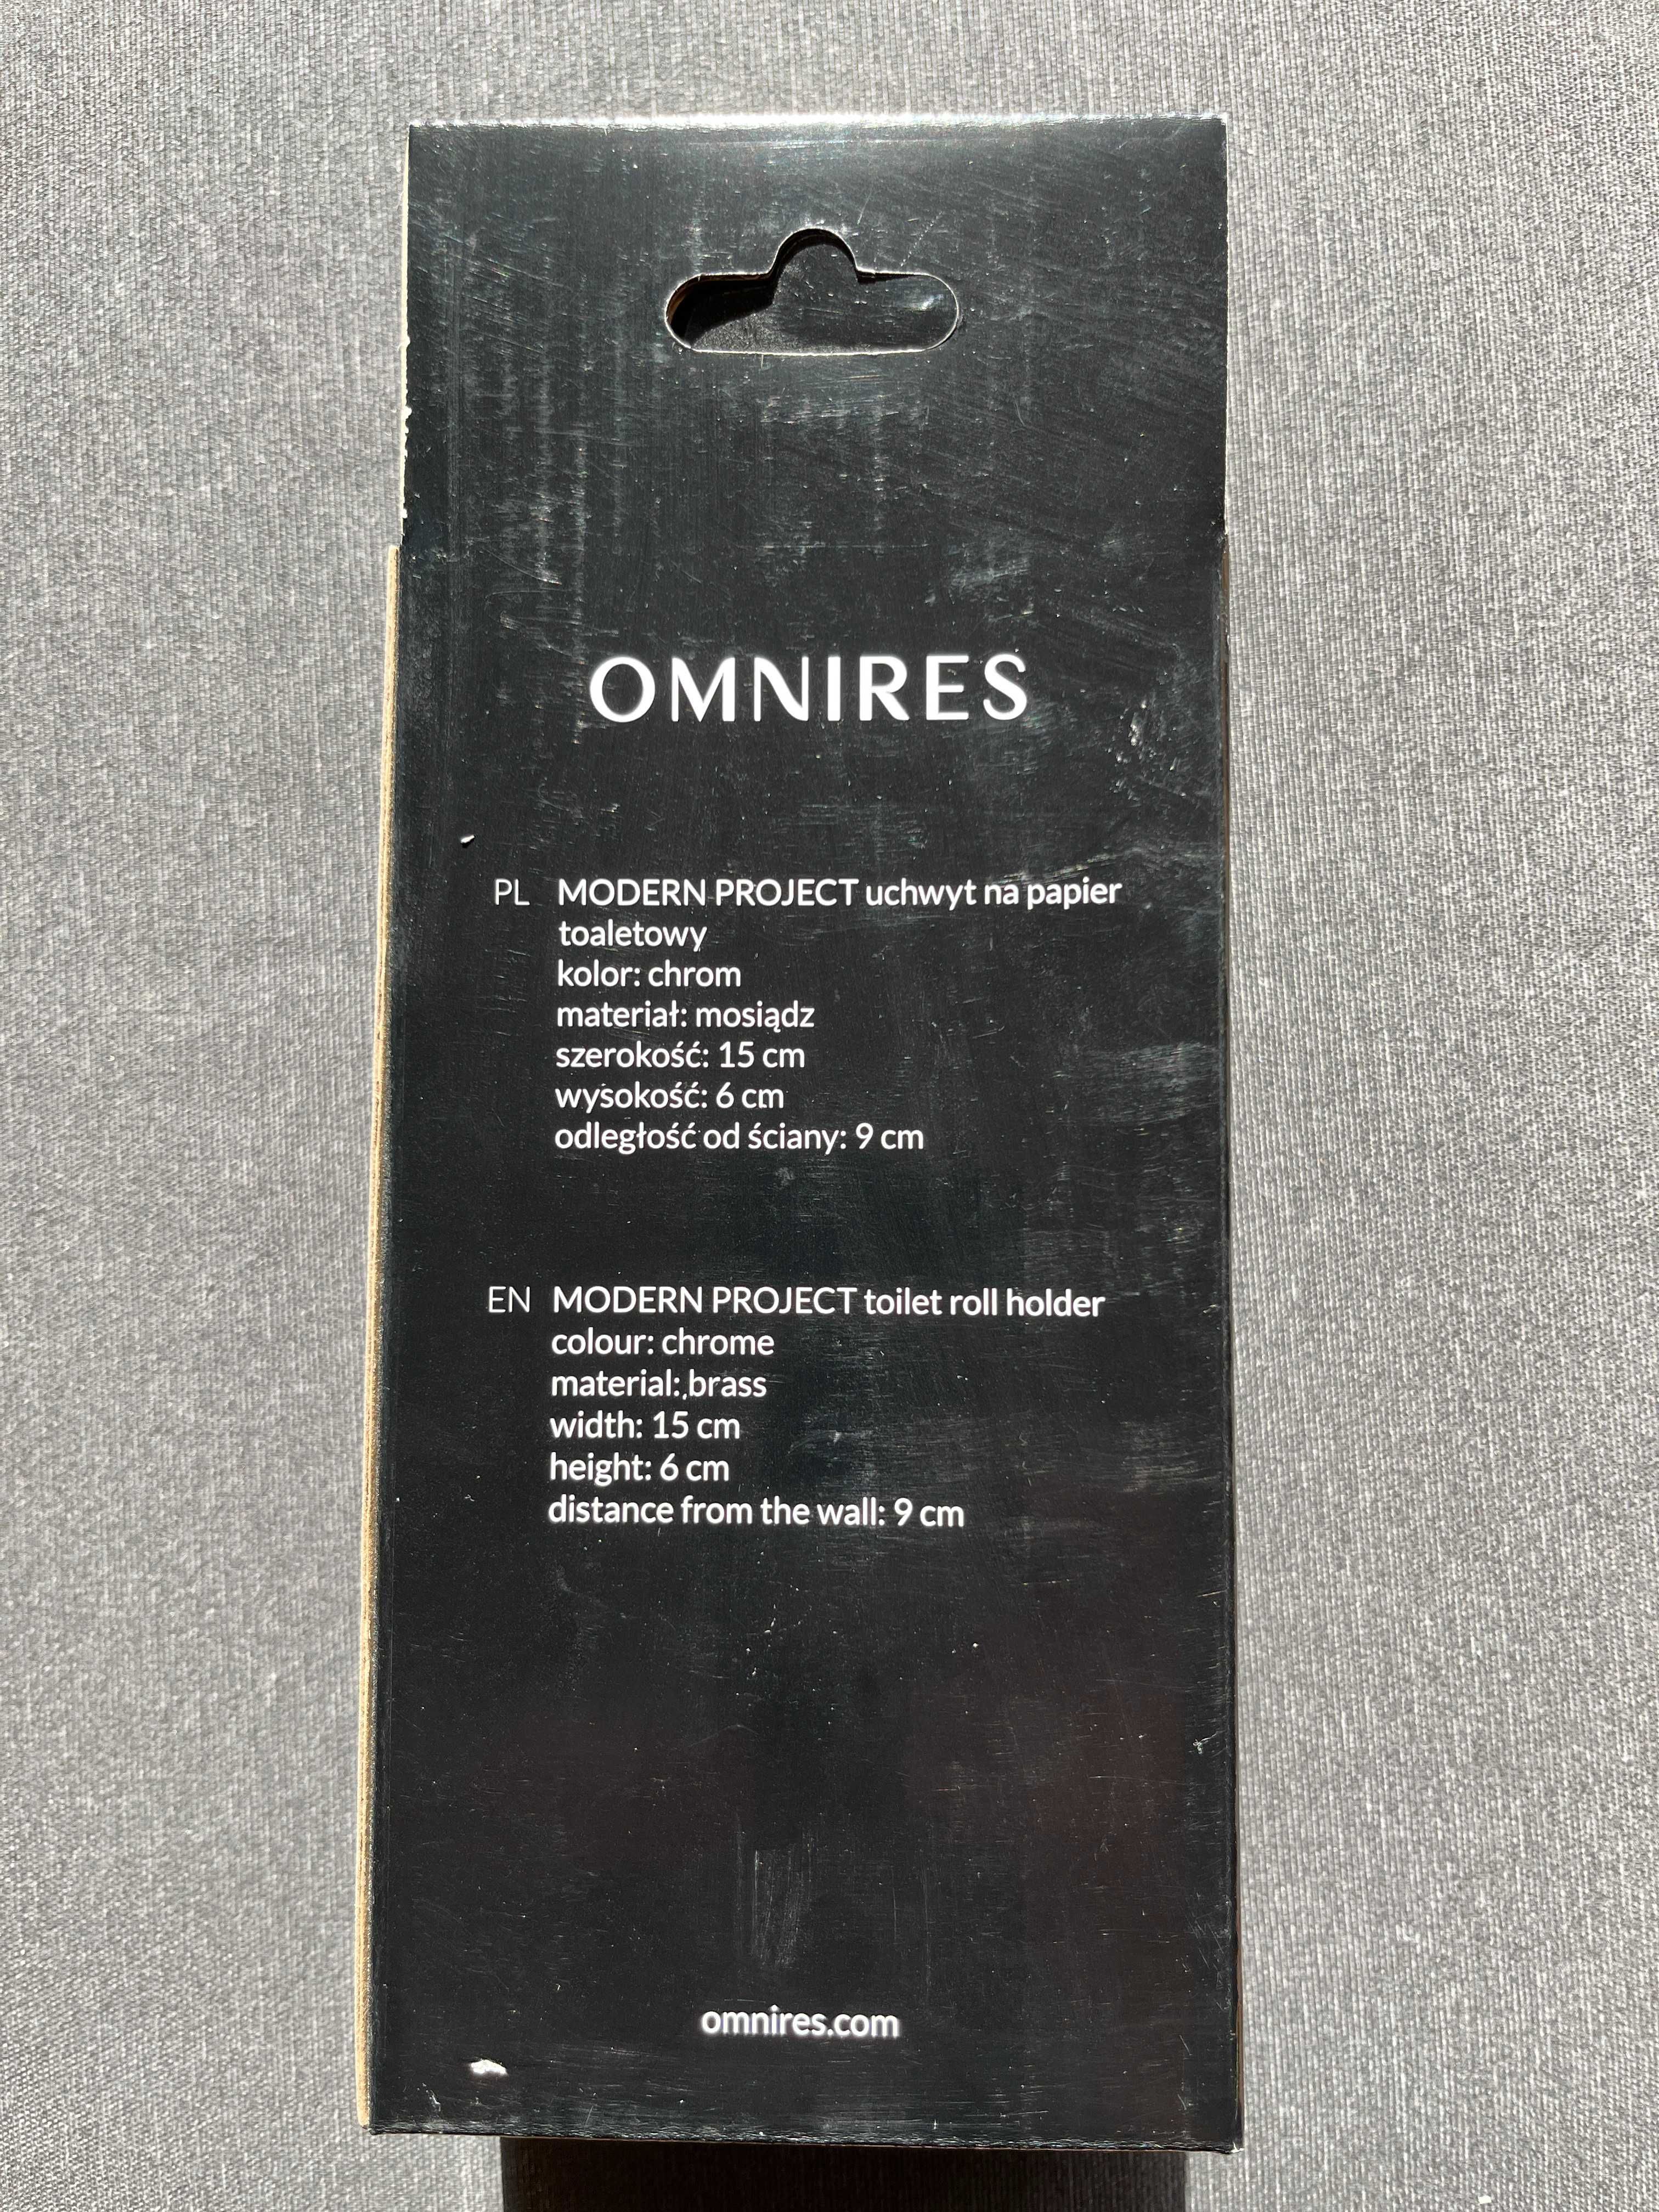 OMNIRES
PL MODERN PROJECT uchwyt na papier
toaletowy
kolor: chrom
materiał: mosiądz
szerokość: 15 cm
wysokość: 6 cm
odległość od ściany: 9 cm
EN MODERN PROJECT toilet roll holder
colour: chrome
material: brass
width: 15 cm
height: 6 cm
distance from the wall: 9 cm
omnires.com